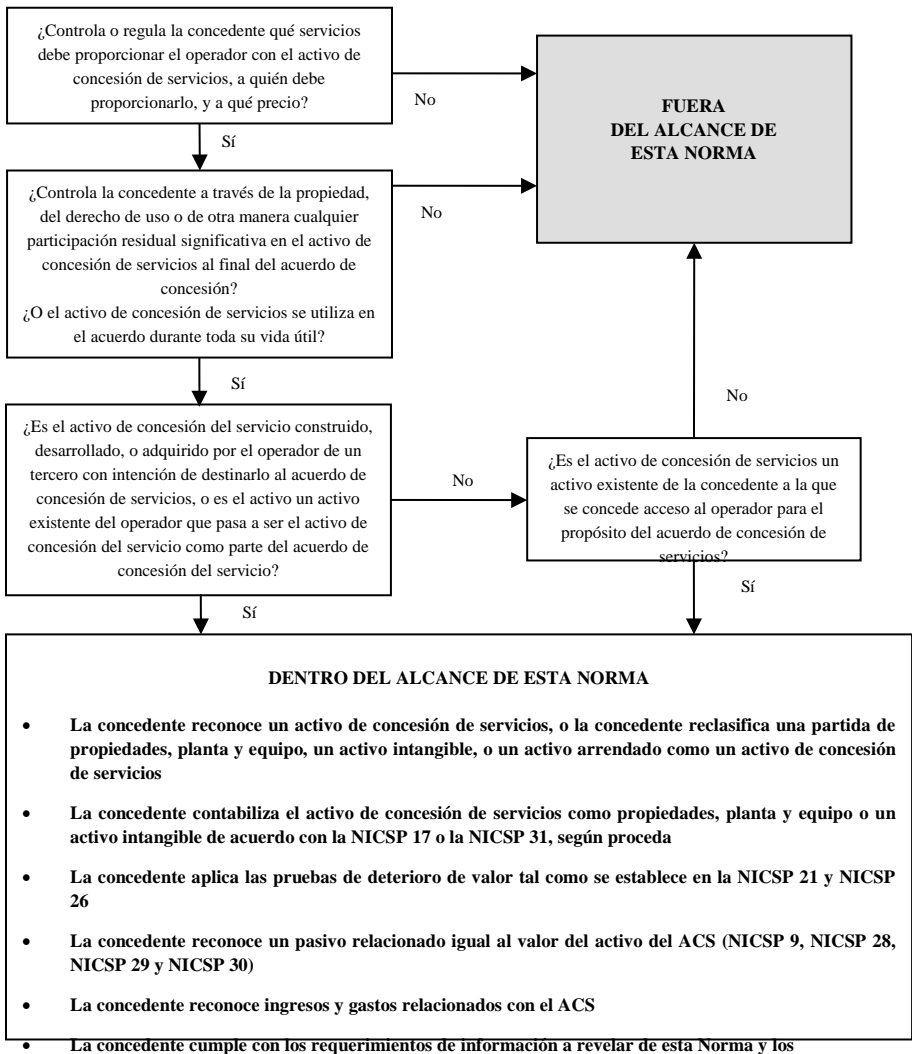 ¿Controla o regula la concedente qué servicios
debe proporcionar el operador con el activo de
concesión de servicios, a quién debe
proporcionarlo, y a qué precio?
No
FUERA
DEL ALCANCE DE
ESTA NORMA
Sí
¿Controla la concedente a través de la propiedad,
del derecho de uso o de otra manera cualquier
participación residual significativa en el activo de
concesión de servicios al final del acuerdo de
concesión?
¿O el activo de concesión de servicios se utiliza en
el acuerdo durante toda su vida útil?
No
Sí
No
¿Es el activo de concesión del servicio construido,
desarrollado, o adquirido por el operador de un
tercero con intención de destinarlo al acuerdo de
concesión de servicios, o es el activo un activo
existente del operador que pasa a ser el activo de
concesión del servicio como parte del acuerdo de
concesión del servicio?
No
¿Es el activo de concesión de servicios un
activo existente de la concedente a la que
se concede acceso al operador para el
propósito del acuerdo de concesión de
servicios?
Sí
Sí
DENTRO DEL ALCANCE DE ESTA NORMA
• La concedente reconoce un activo de concesión de servicios, o la concedente reclasifica una partida de
propiedades, planta y equipo, un activo intangible, o un activo arrendado como un activo de concesión
de servicios
• La concedente contabiliza el activo de concesión de servicios como propiedades, planta y equipo o un
activo intangible de acuerdo con la NICSP 17 o la NICSP 31, según proceda
• La concedente aplica las pruebas de deterioro de valor tal como se establece en la NICSP 21 y NICSP
26
• La concedente reconoce un pasivo relacionado igual al valor del activo del ACS (NICSP 9, NICSP 28,
NICSP 29 y NICSP 30)
• La concedente reconoce ingresos y gastos relacionados con el ACS
• La concedente cumple con los requerimientos de información a revelar de esta Norma y los